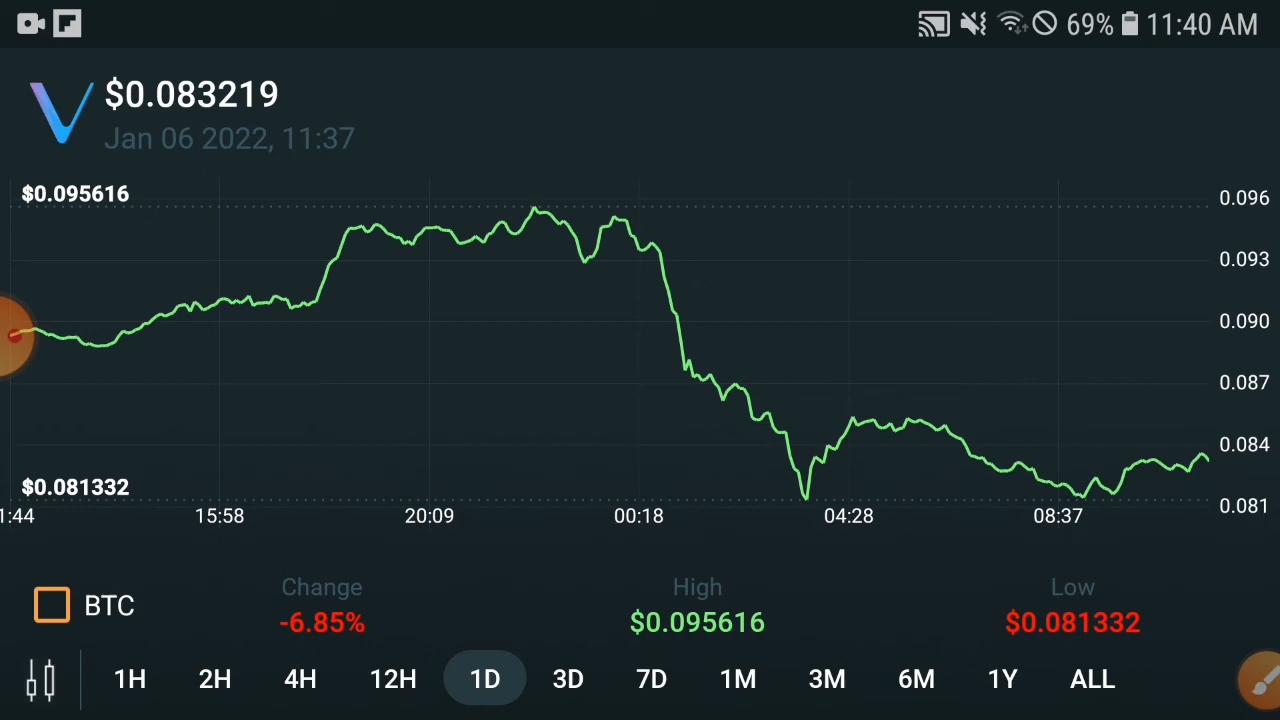 69% 11:40 AM
$0.083219
Jan 06 2022, 11:37
$0.095616
0.096
0.093
0.090
0.087
0.084
$0.081332
0.081
1:44 15:58 20:09 00:18 04:28 08:37
Change High Low
BTC -6.85% $0.095616 $0.081332
1H 2H 4H 12H 1D 3D 7D 1M 3M 6M 1Y ALL